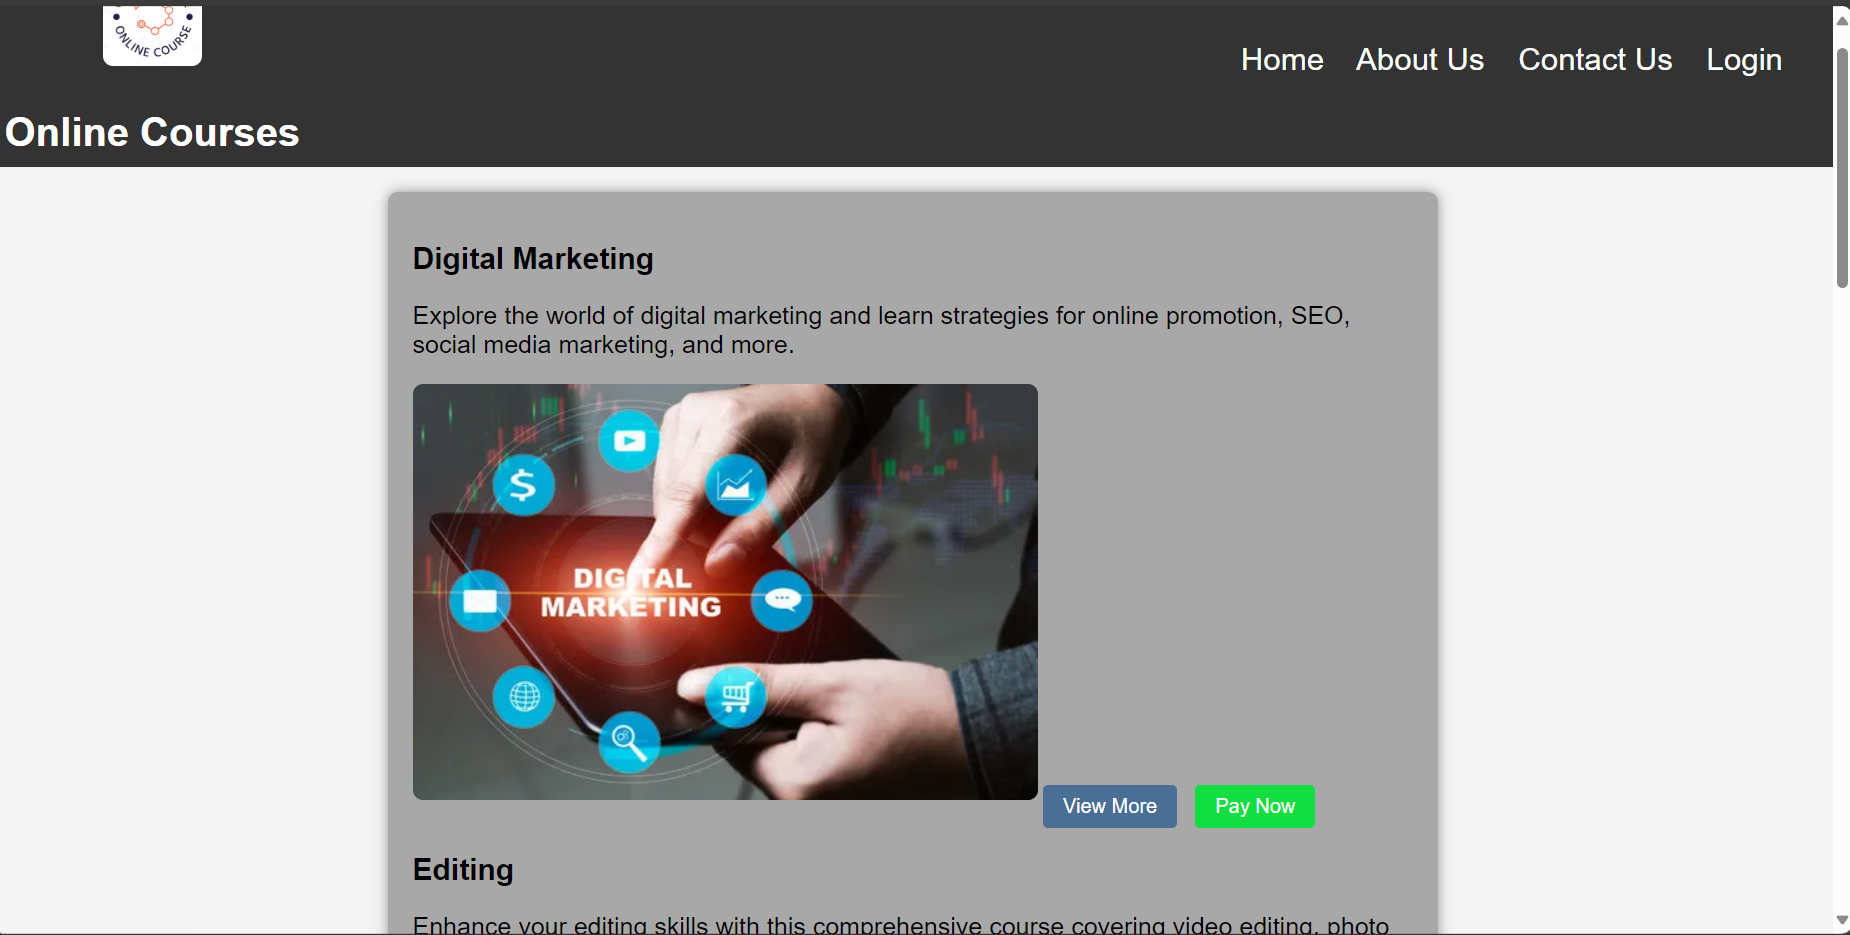 ONLINE COURSE
Home About Us Contact Us Login
Online Courses
Digital Marketing
Explore the world of digital marketing and learn strategies for online promotion, SEO,
social media marketing, and more.
DIGITAL
MARKETING
View More Pay Now
Editing
Enhance your editing skills with this comprehensive course covering video editing, photo